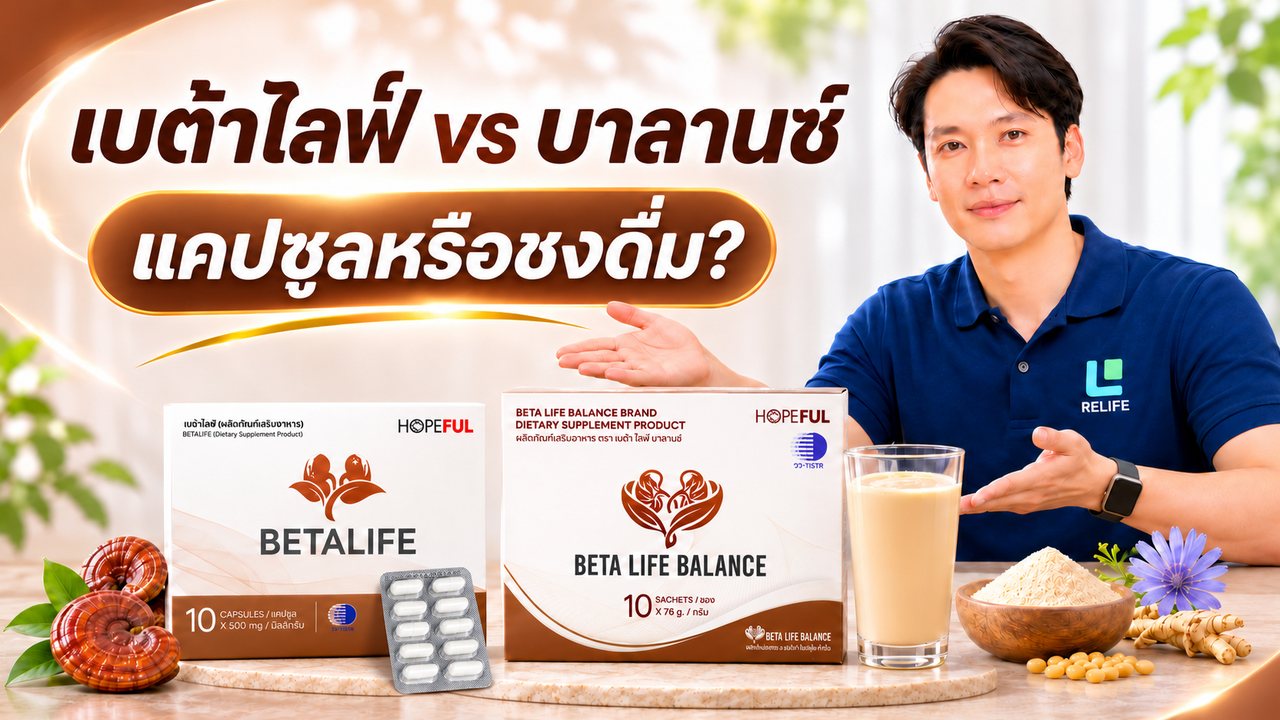 เบต้าไลฟ์ vs บาลานซ์
แคปซูลหรือชงดื่ม?
RELIFE
เบต้าไลฟ์ (ผลิตภัณฑ์เสริมอาหาร)
BETALIFE (Dietary Supplement Product)
HOPEFUL
BETALIFE
10 CAPSULES / แคปซูล
X 500 mg / มิลลิกรัม
BETA LIFE BALANCE BRAND
DIETARY SUPPLEMENT PRODUCT
ผลิตภัณฑ์เสริมอาหาร ตรา เบต้า ไลฟ์ บาลานซ์
HOPEFUL
วว-TISTR
BETA LIFE BALANCE
10 SACHETS / ซอง
X 76 g. / กรัม
BETA LIFE BALANCE